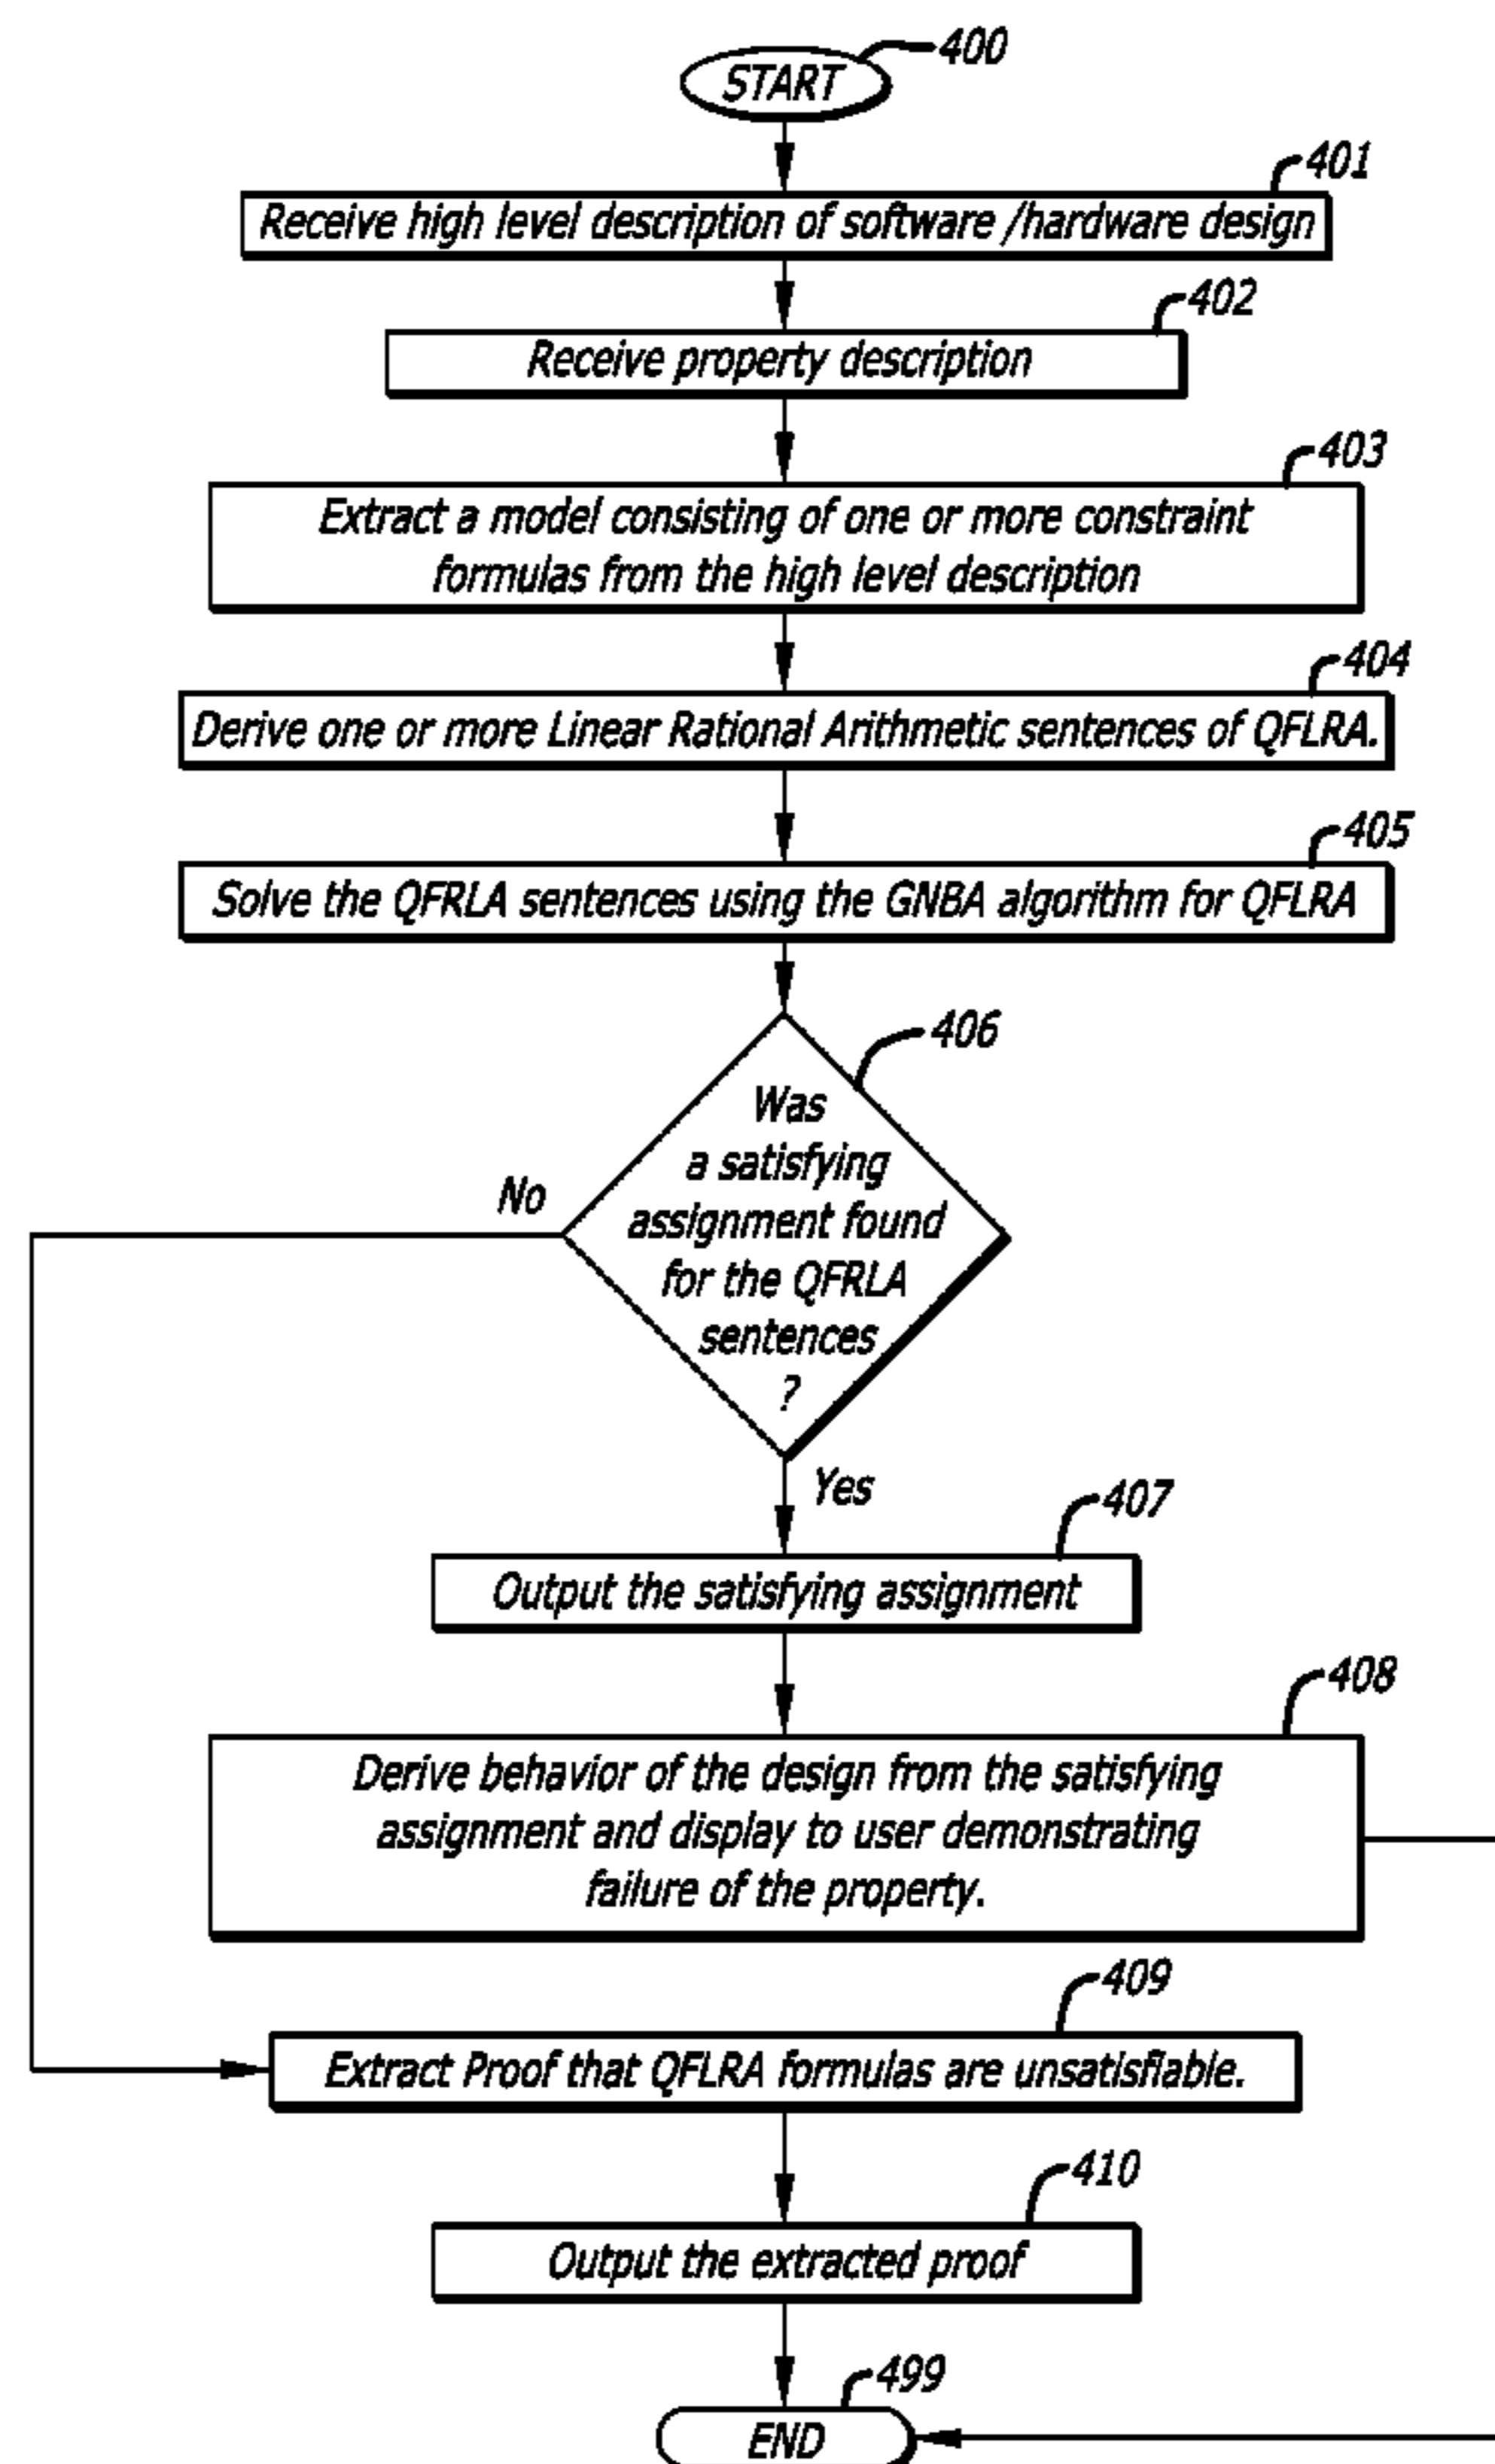 400
START
401
Receive high level description of software /hardware design
402
Receive property description
403
Extract a model consisting of one or more constraint
formulas from the high level description
404
Derive one or more Linear Rational Arithmetic sentences of QFLRA.
405
Solve the QFRLA sentences using the GNBA algorithm for QFLRA
406
Was
a satisfying
assignment found
for the QFRLA
sentences
?
No
Yes
407
Output the satisfying assignment
408
Derive behavior of the design from the satisfying
assignment and display to user demonstrating
failure of the property.
409
Extract Proof that QFLRA formulas are unsatisfiable.
410
Output the extracted proof
499
END